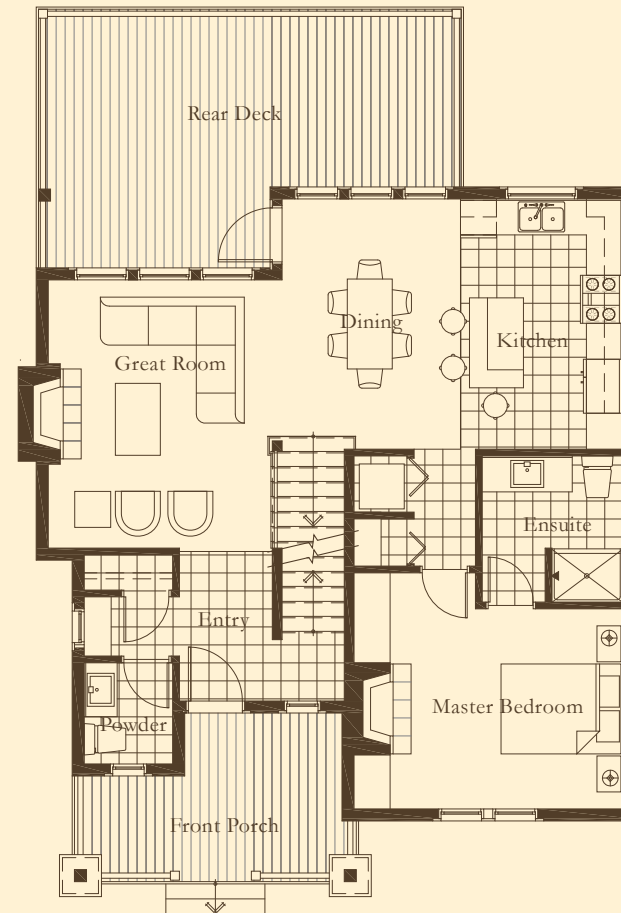 Rear Deck
Dining
Kitchen
Great Room
Ensuite
Entry
Master Bedroom
Powder
Front Porch